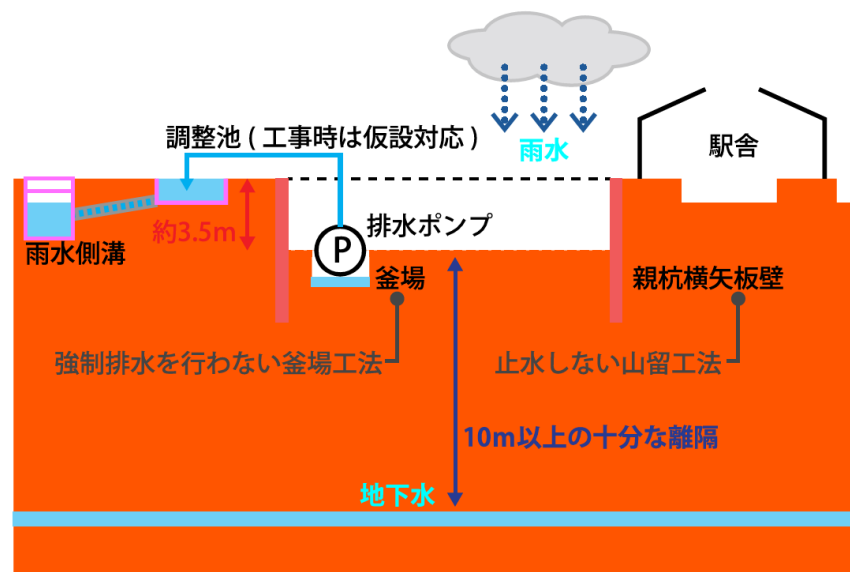 調整池 ( 工事時は仮設対応 )
雨水
駅舎
約3.5m
排水ポンプ
P
雨水側溝
釜場
親杭横矢板壁
強制排水を行わない釜場工法
止水しない山留工法
10m以上の十分な離隔
地下水